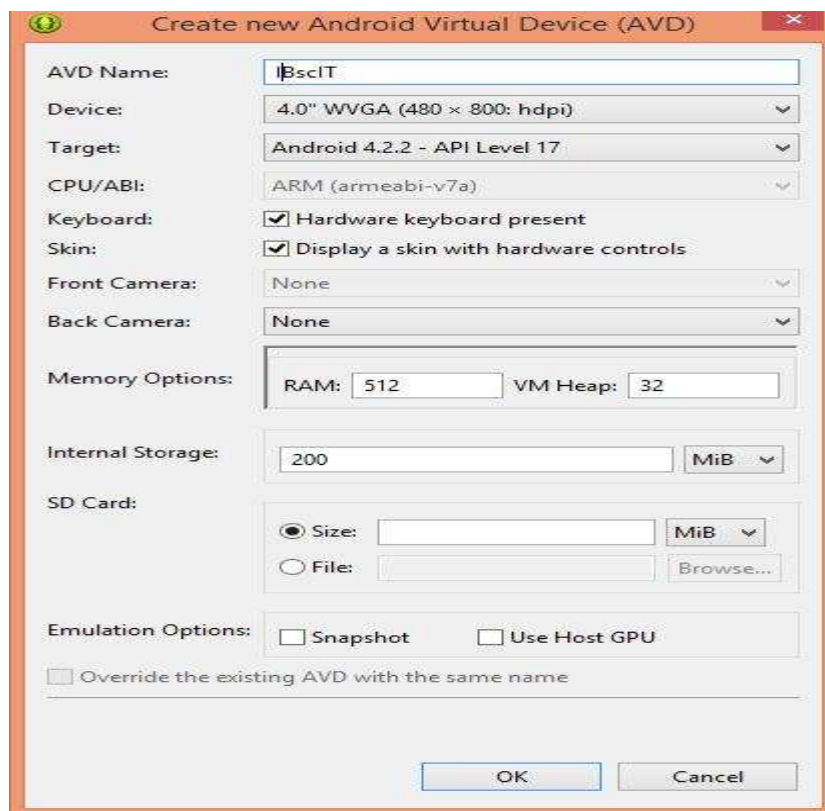 Create new Android Virtual Device (AVD)
AVD Name: IBscIT
Device: 4.0" WVGA (480 × 800: hdpi)
Target: Android 4.2.2 - API Level 17
CPU/ABI: ARM (armeabi-v7a)
Keyboard: Hardware keyboard present
Skin: Display a skin with hardware controls
Front Camera: None
Back Camera: None
Memory Options: RAM: 512 VM Heap: 32
Internal Storage: 200 MiB
SD Card:
Size: MiB
File: Browse...
Emulation Options: Snapshot Use Host GPU
Override the existing AVD with the same name
OK Cancel